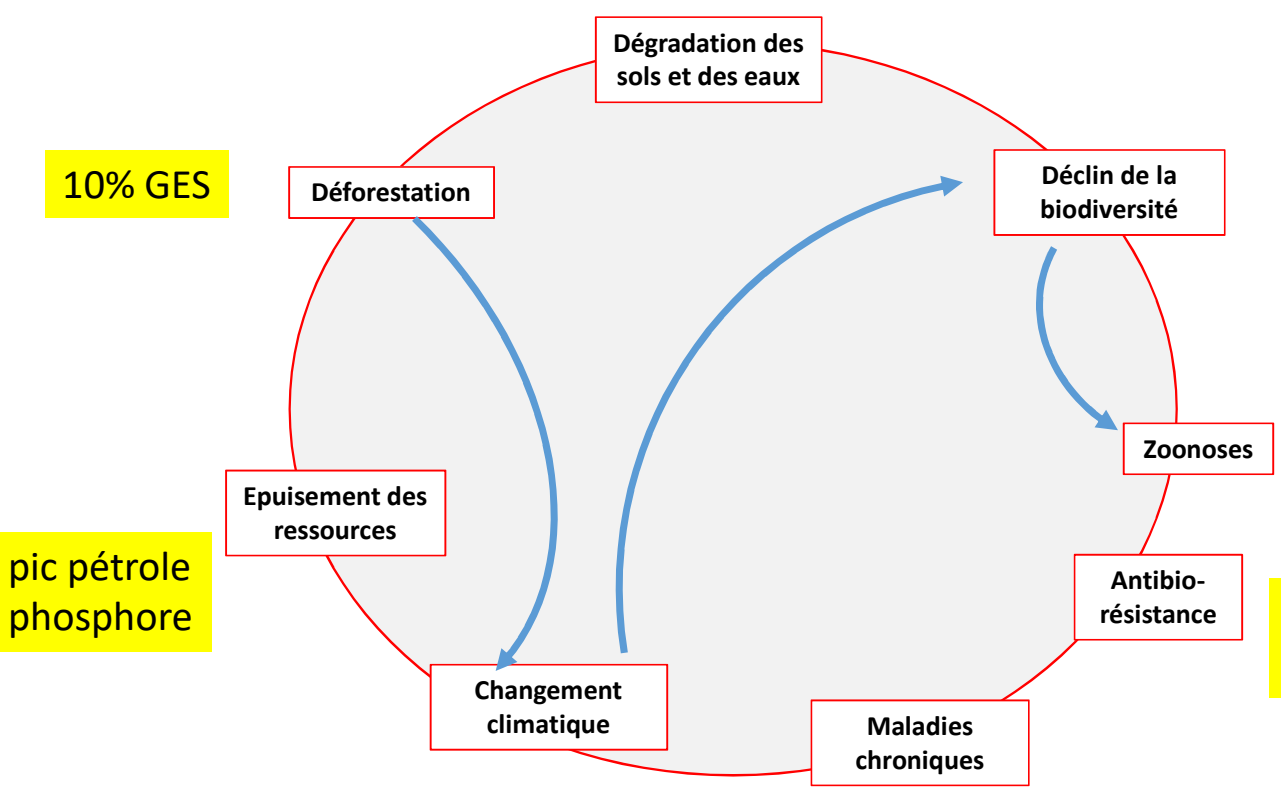 Dégradation des
sols et des eaux
10% GES
Déforestation
Déclin de la
biodiversité
Zoonoses
Epuisement des
ressources
pic pétrole
phosphore
Antibio-
résistance
Changement
climatique
Maladies
chroniques